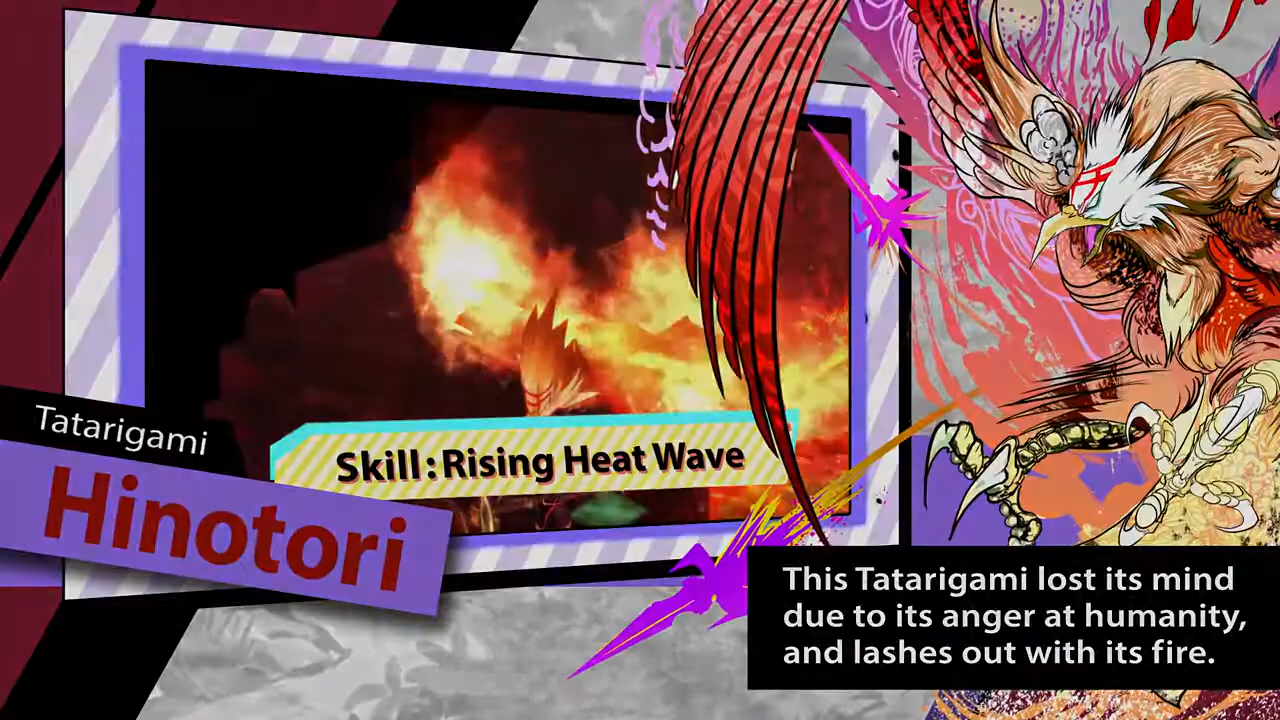 Tatarigami
Hinotori
Skill:Rising Heat Wave
This Tatarigami lost its mind
due to its anger at humanity,
and lashes out with its fire.